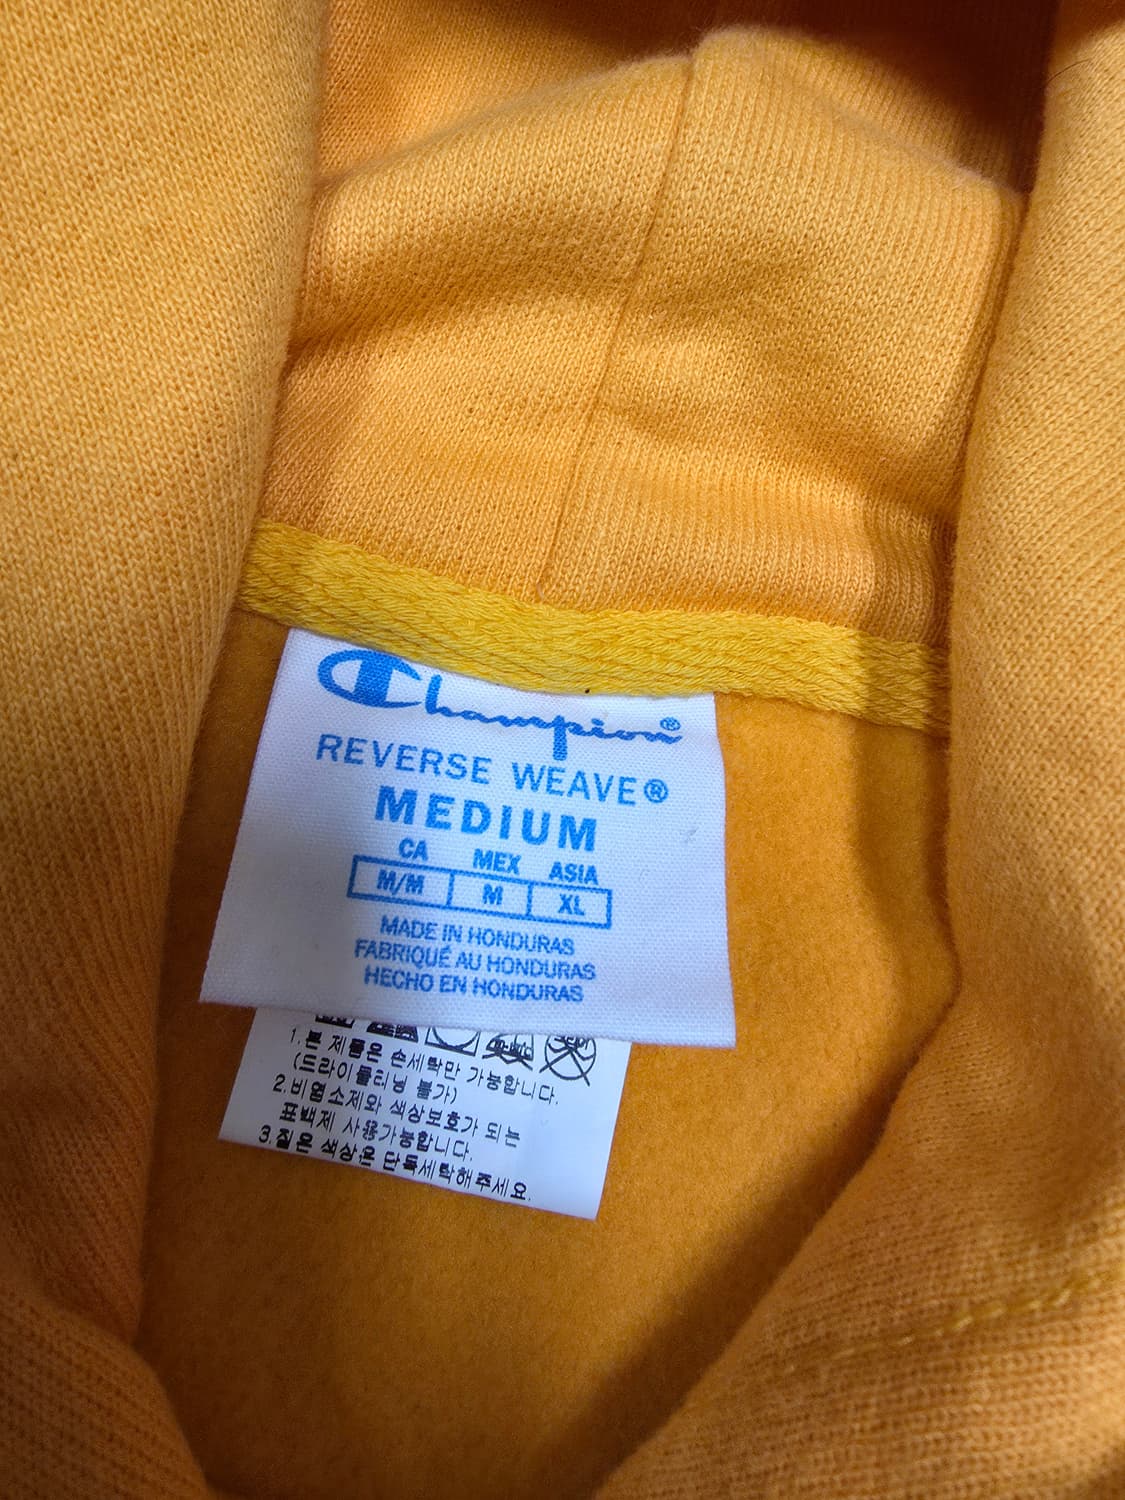 Champion®
REVERSE WEAVE®
MEDIUM
CA MEX ASIA
M/M M XL
MADE IN HONDURAS
FABRIQUÉ AU HONDURAS
HECHO EN HONDURAS
1.본 제품은 손세탁만 가능합니다.
(드라이 클리닝 불가)
2.비염소제와 색상보호가 되는
표백제 사용가능합니다.
3.짙은 색상은 단독세탁해주세요.